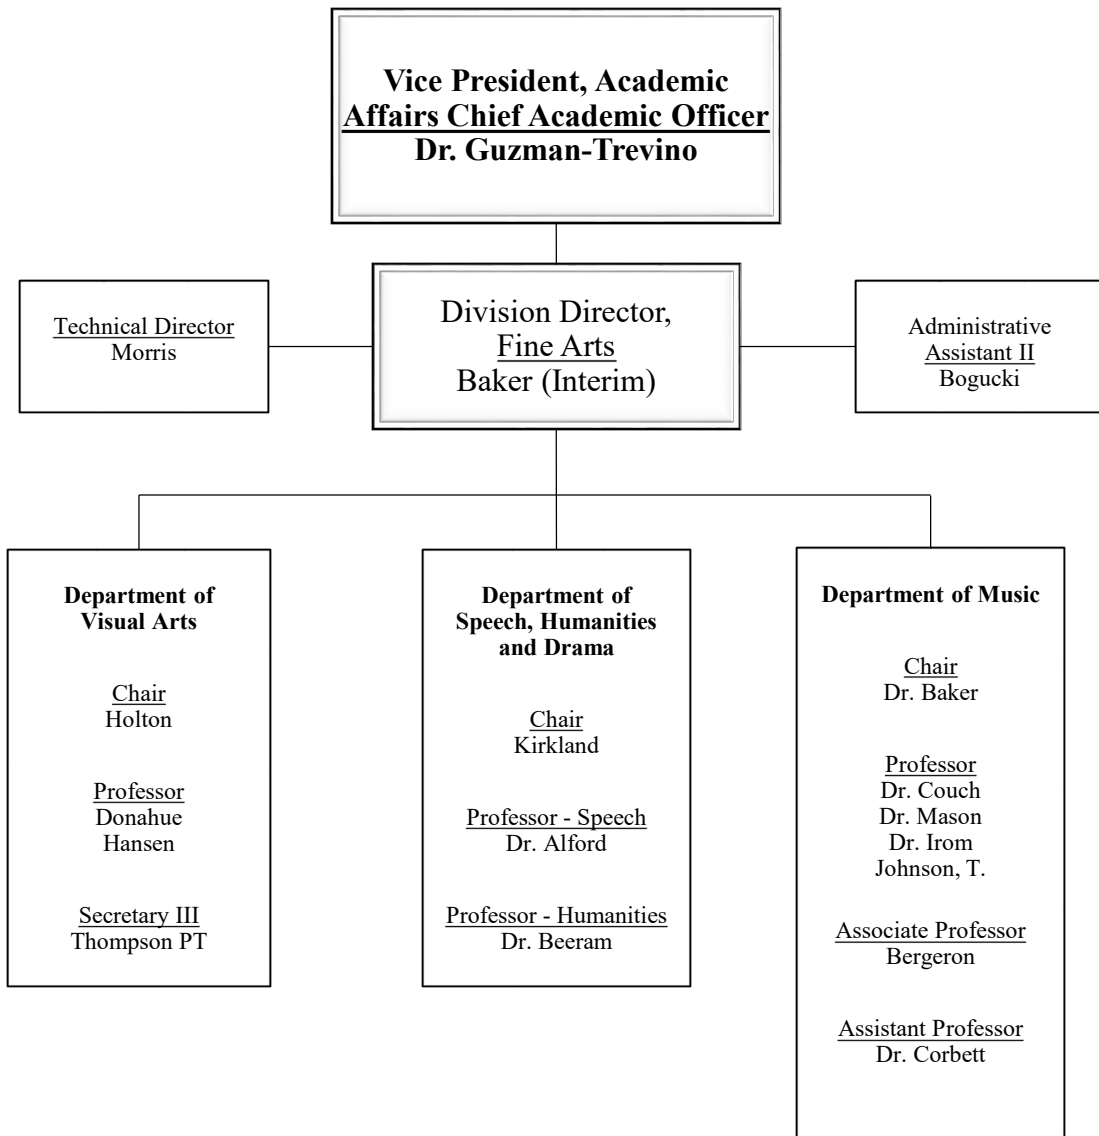 Vice President, Academic
Affairs Chief Academic Officer
Dr. Guzman-Trevino
Technical Director
Morris
Division Director,
Fine Arts
Baker (Interim)
Administrative
Assistant II
Bogucki
Department of
Visual Arts
Chair
Holton
Professor
Donahue
Hansen
Secretary III
Thompson PT
Department of
Speech, Humanities
and Drama
Chair
Kirkland
Professor - Speech
Dr. Alford
Professor - Humanities
Dr. Beeram
Department of Music
Chair
Dr. Baker
Professor
Dr. Couch
Dr. Mason
Dr. Irom
Johnson, T.
Associate Professor
Bergeron
Assistant Professor
Dr. Corbett